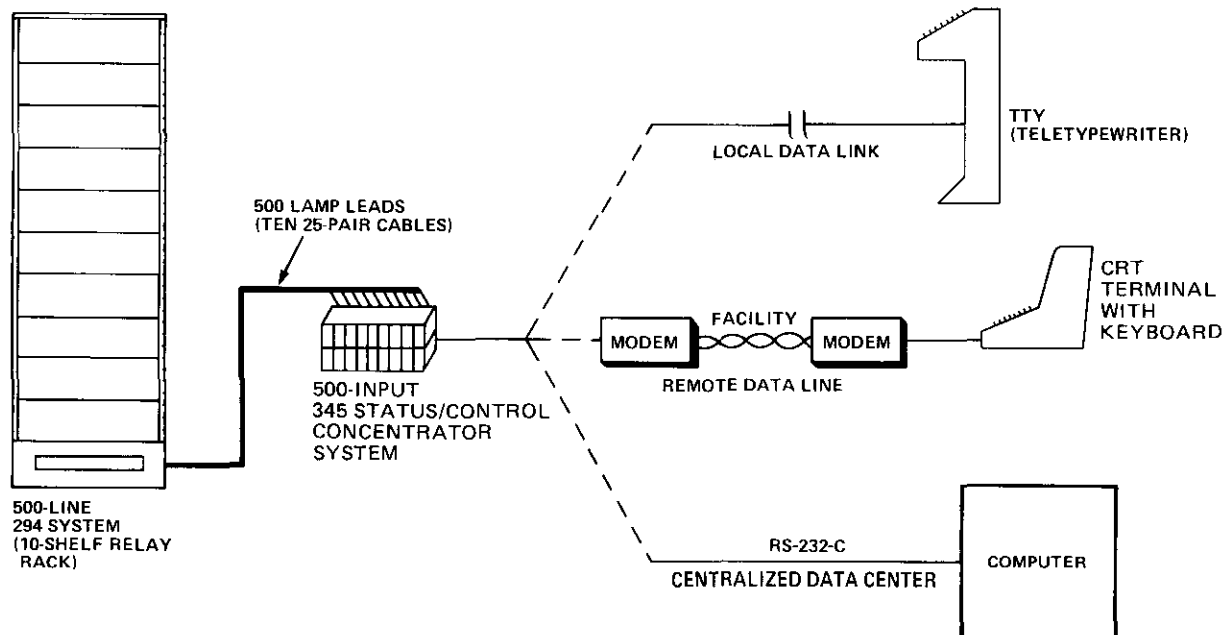 500 LAMP LEADS
(TEN 25-PAIR CABLES)
500-LINE
294 SYSTEM
(10-SHELF RELAY
RACK)
500-INPUT
345 STATUS/CONTROL
CONCENTRATOR
SYSTEM
LOCAL DATA LINK
TTY
(TELETYPEWRITER)
MODEM
FACILITY
MODEM
REMOTE DATA LINE
CRT
TERMINAL
WITH
KEYBOARD
RS-232-C
CENTRALIZED DATA CENTER
COMPUTER